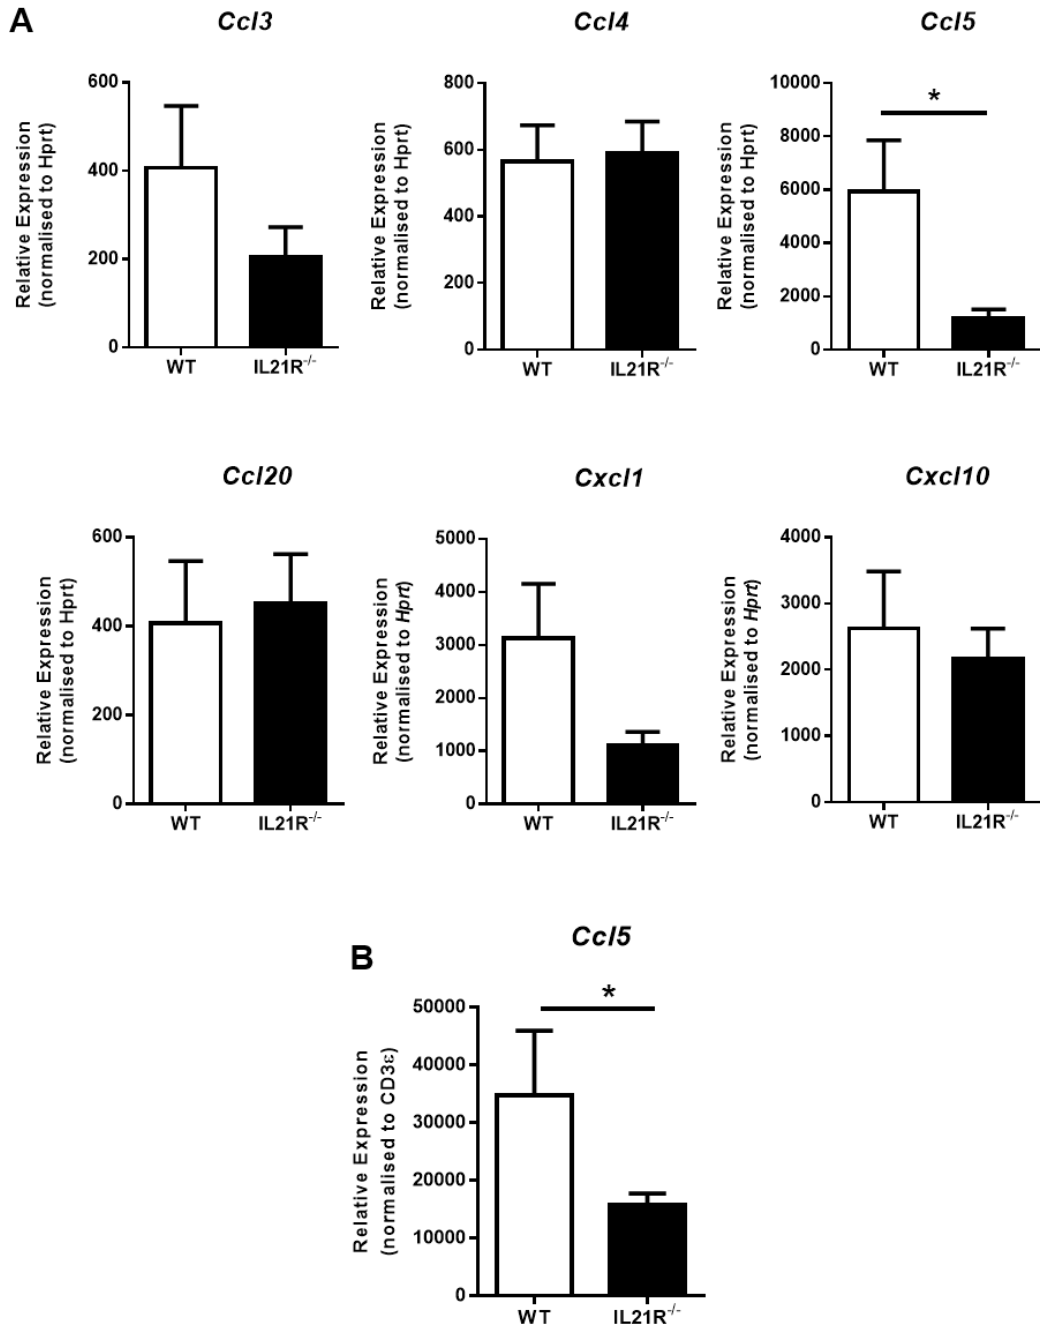 A
Ccl3
Ccl4
Ccl5
Relative Expression
(normalised to Hprt)
600
400
200
0
WT
IL21R-/-
Relative Expression
(normalised to Hprt)
800
600
400
200
0
WT
IL21R-/-
Relative Expression
(normalised to Hprt)
10000
8000
6000
4000
2000
0
*
WT
IL21R-/-
Ccl20
Cxcl1
Cxcl10
Relative Expression
(normalised to Hprt)
600
400
200
0
WT
IL21R-/-
Relative Expression
(normalised to Hprt)
5000
4000
3000
2000
1000
0
WT
IL21R-/-
Relative Expression
(normalised to Hprt)
4000
3000
2000
1000
0
WT
IL21R-/-
B
Ccl5
Relative Expression
(normalised to CD3ε)
50000
40000
30000
20000
10000
0
*
WT
IL21R-/-